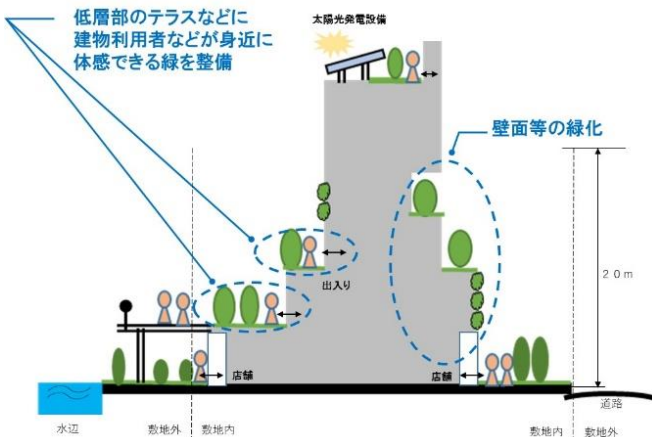 低層部のテラスなどに
建物利用者などが身近に
体感できる緑を整備
太陽光発電設備
壁面等の緑化
出入り
20m
店舗
店舗
道路
水辺
敷地外
敷地内
敷地内
敷地外